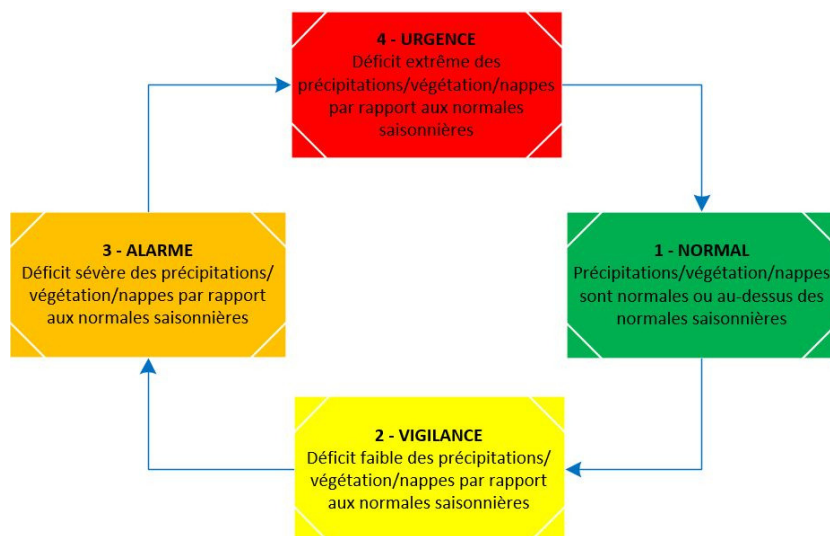 4 - URGENCE
Déficit extrême des
précipitations/végétation/nappes
par rapport aux normales
saisonnières
3 - ALARME
Déficit sévère des précipitations/
végétation/nappes par rapport
aux normales saisonnières
1 - NORMAL
Précipitations/végétation/nappes
sont normales ou au-dessus des
normales saisonnières
2 - VIGILANCE
Déficit faible des précipitations/
végétation/nappes par rapport
aux normales saisonnières